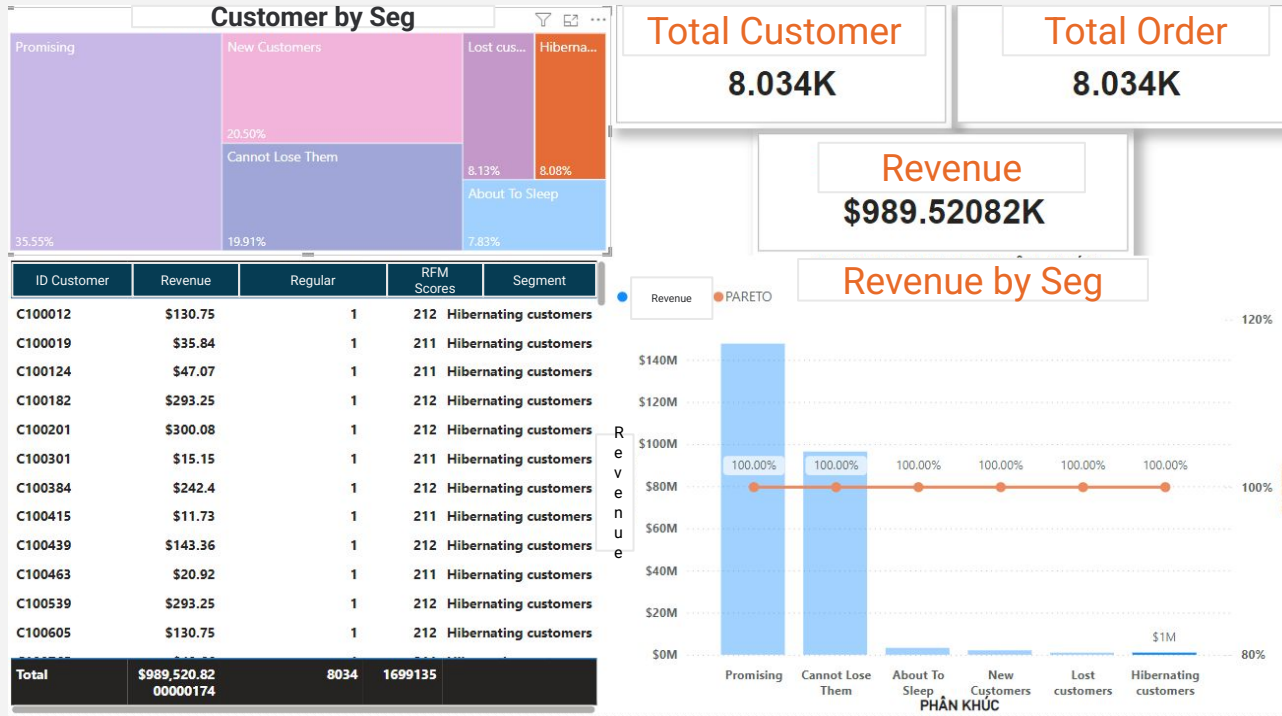 Customer by Seg
Promising
35.55%
New Customers
20.50%
Cannot Lose Them
19.91%
Lost cus...
8.13%
Hiberna...
8.08%
About To Sleep
7.83%
Total Customer
8.034K
Total Order
8.034K
Revenue
$989.52082K
ID Customer Revenue Regular RFM Scores Segment
C100012 $130.75 1 212 Hibernating customers
C100019 $35.84 1 211 Hibernating customers
C100124 $47.07 1 211 Hibernating customers
C100182 $293.25 1 212 Hibernating customers
C100201 $300.08 1 212 Hibernating customers
C100301 $15.15 1 211 Hibernating customers
C100384 $242.4 1 212 Hibernating customers
C100415 $11.73 1 211 Hibernating customers
C100439 $143.36 1 212 Hibernating customers
C100463 $20.92 1 211 Hibernating customers
C100539 $293.25 1 212 Hibernating customers
C100605 $130.75 1 212 Hibernating customers
Total $989,520.82 8034 1699135
00000174
Revenue by Seg
Revenue PARETO
Revenue
$140M
$120M
$100M
$80M
$60M
$40M
$20M
$0M
120%
100%
80%
100.00% 100.00% 100.00% 100.00% 100.00% 100.00%
$1M
Promising
Cannot Lose
Them
About To
Sleep
New
Customers
Lost
customers
Hibernating
customers
PHÂN KHÚC